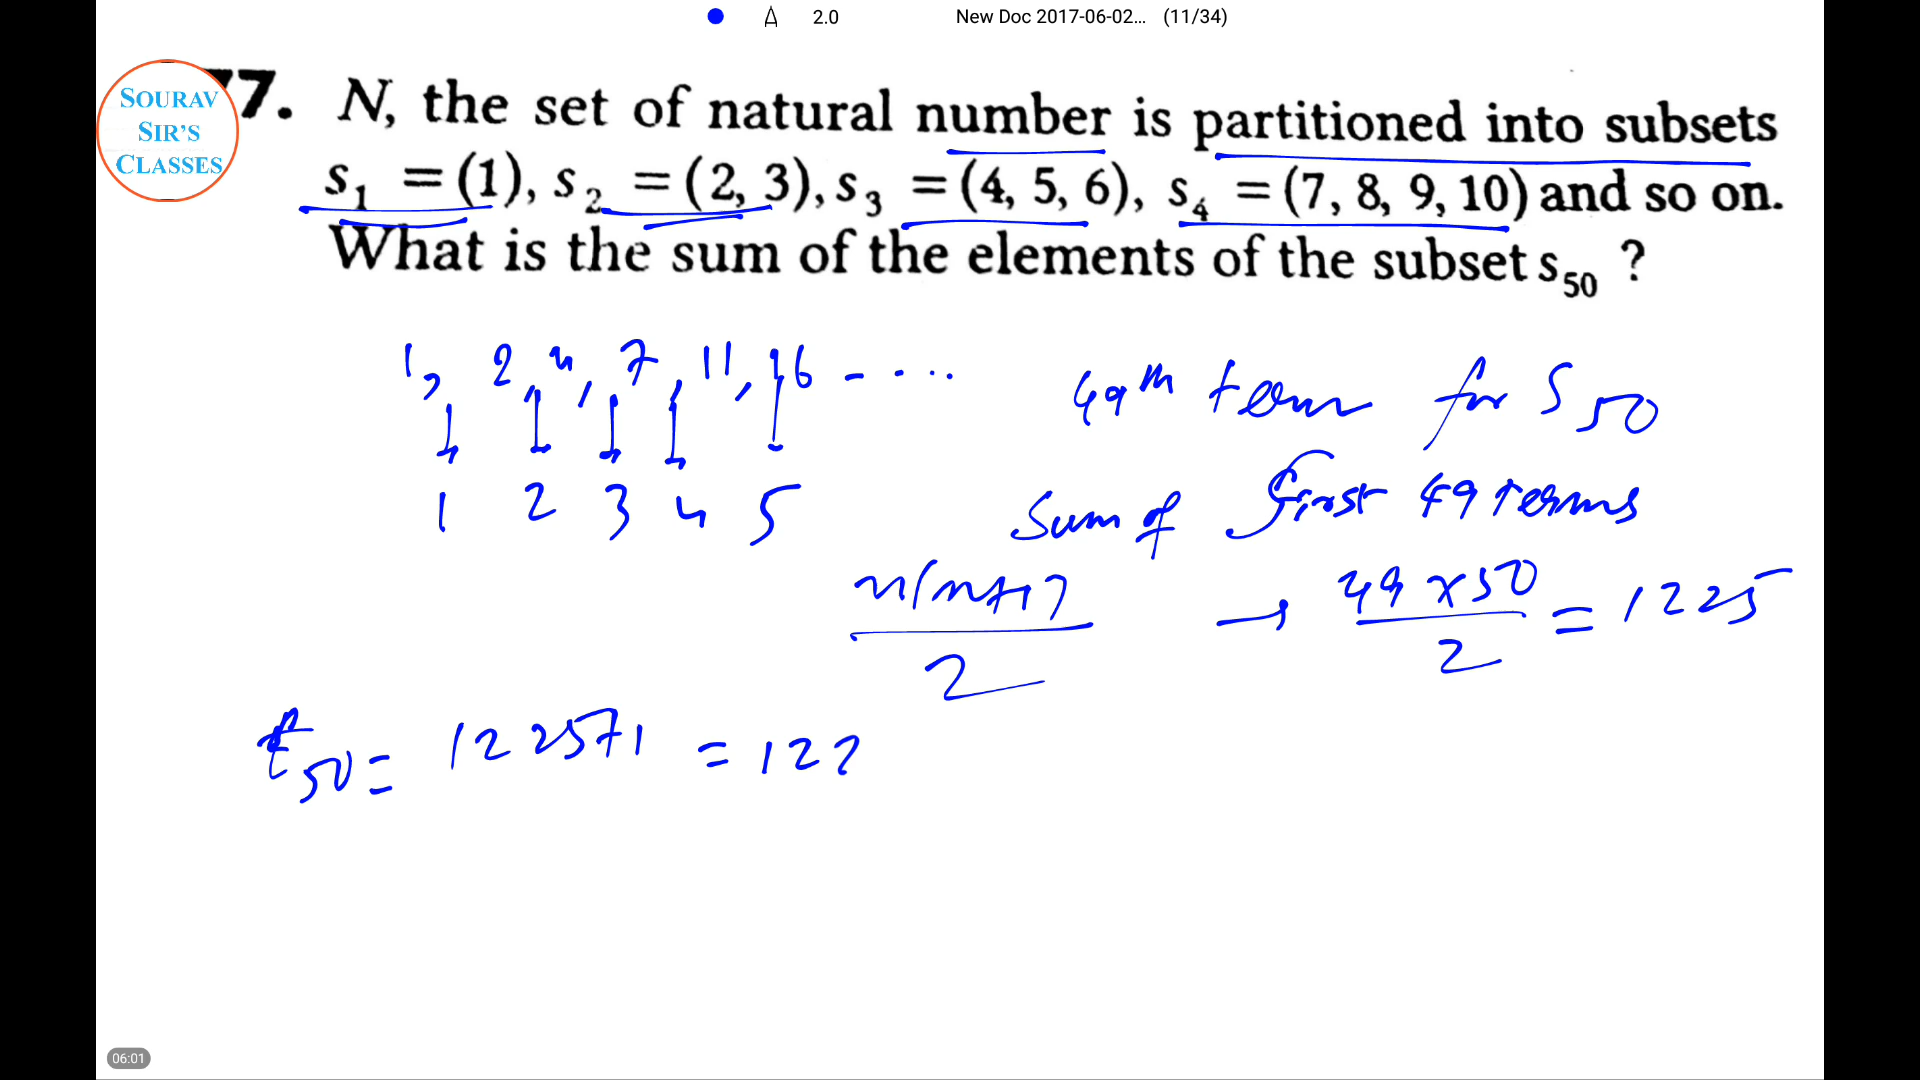 2.0 New Doc 2017-06-02... (11/34)
SOURAV
SIR'S
CLASSES
77. N, the set of natural number is partitioned into subsets
s₁ = (1), s₂ = (2, 3), s₃ = (4, 5, 6), s₄ = (7, 8, 9, 10) and so on.
What is the sum of the elements of the subset s₅₀ ?
1, 2, 4, 7, 11, 16 - - - ..
1 2 3 4 5
49th term for S50
Sum of first 49 terms
n(n+1)/2 → 49 x 50/2 = 1225
t50 = 1225+1 = 122
06:01